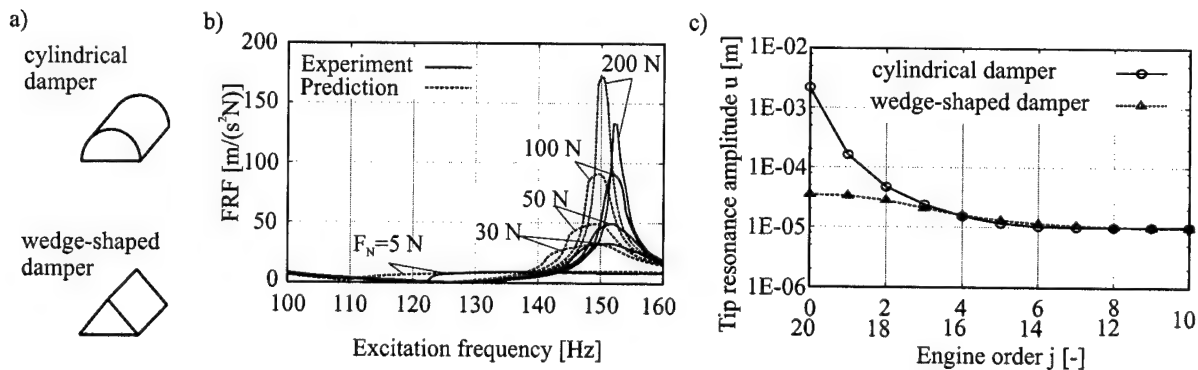 a)
cylindrical
damper
wedge-shaped
damper
b)
FRF [m/(s²N)]
200
150
100
50
0
Experiment
Prediction
200 N
100 N
50 N
30 N
F_N=5 N
100 110 120 130 140 150 160
Excitation frequency [Hz]
c)
Tip resonance amplitude u [m]
1E-02
1E-03
1E-04
1E-05
1E-06
cylindrical damper
wedge-shaped damper
0 2 4 6 8 10
20 18 16 14 12
Engine order j [-]